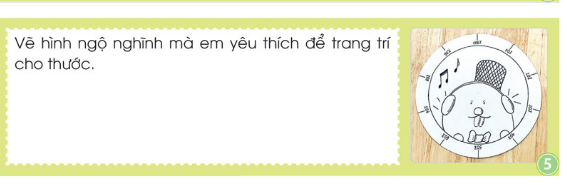 Vẽ hình ngộ nghĩnh mà em yêu thích để trang trí
cho thước.
5